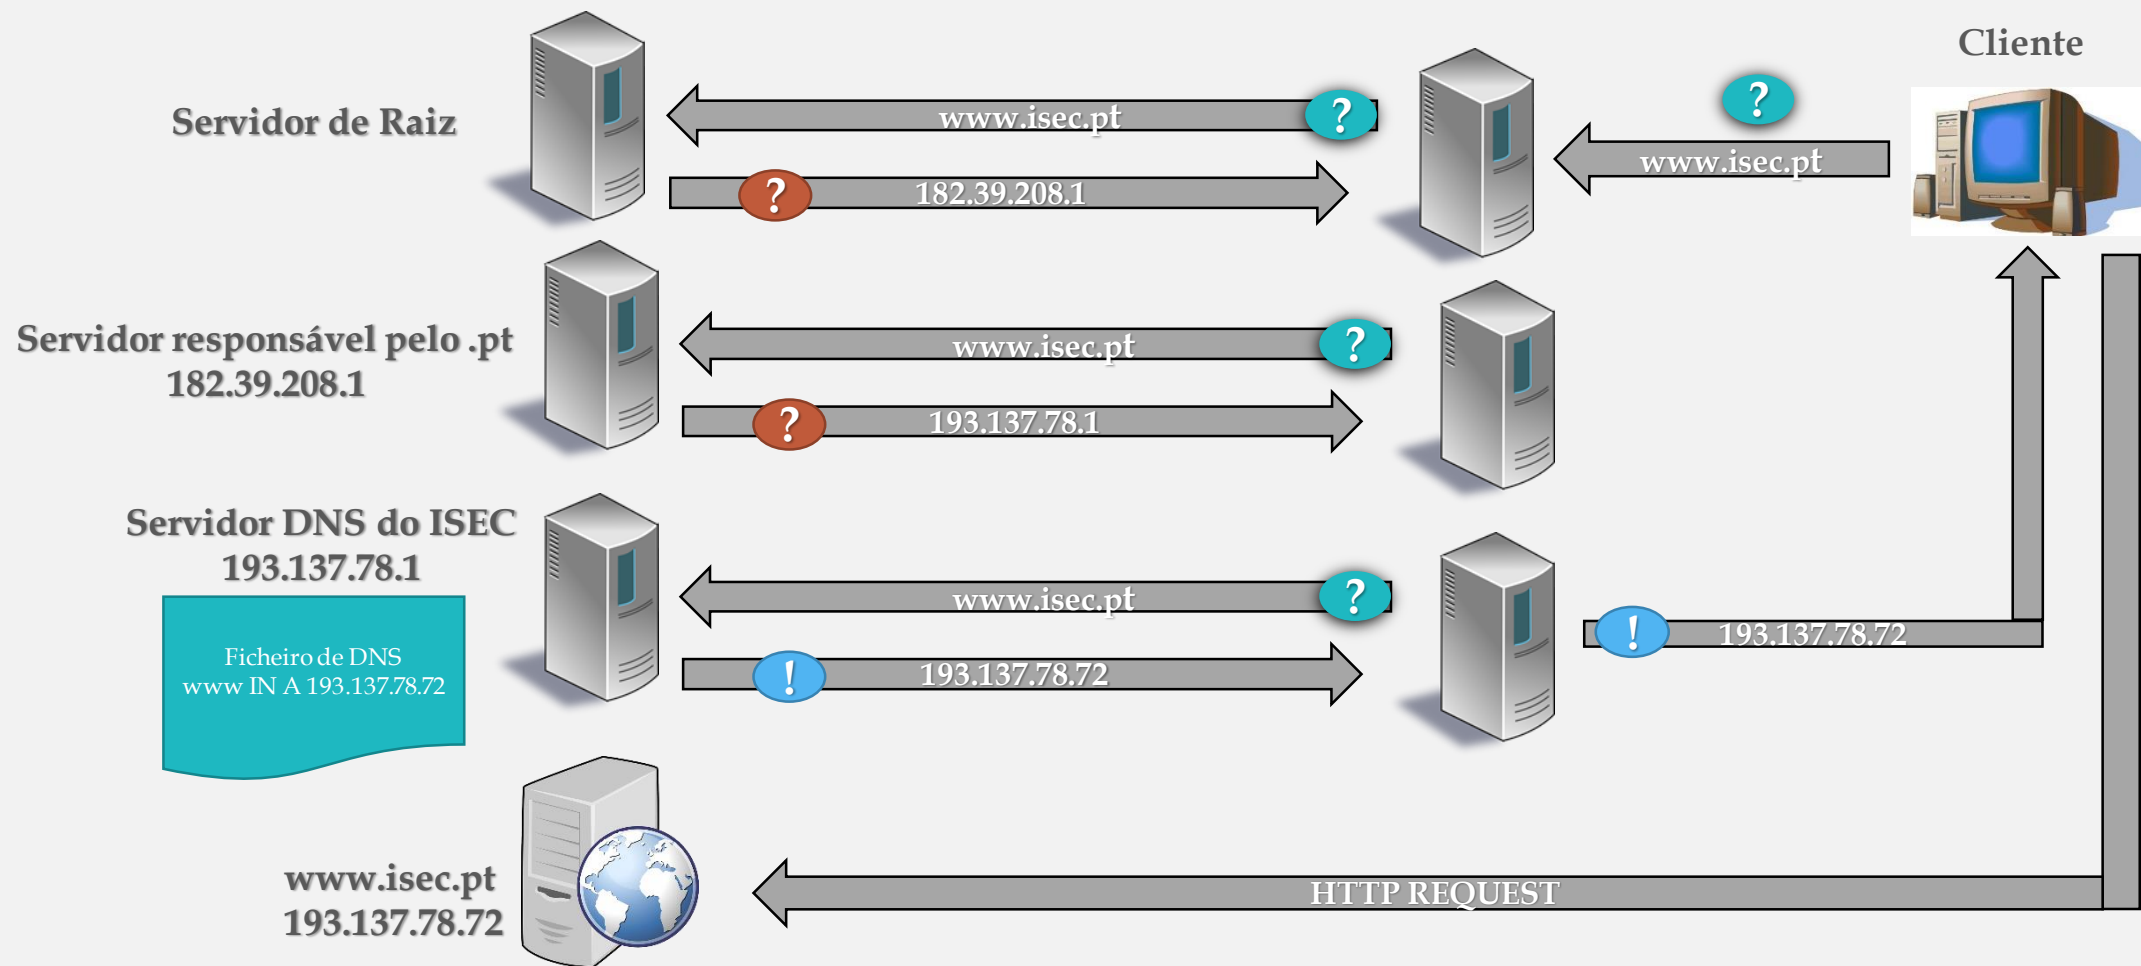 Cliente
?
www.isec.pt
Servidor de Raiz
www.isec.pt
?
?
182.39.208.1
Servidor responsável pelo .pt
182.39.208.1
www.isec.pt
?
?
193.137.78.1
Servidor DNS do ISEC
193.137.78.1
www.isec.pt
?
!
193.137.78.72
!
193.137.78.72
Ficheiro de DNS
www IN A 193.137.78.72
www.isec.pt
193.137.78.72
HTTP REQUEST